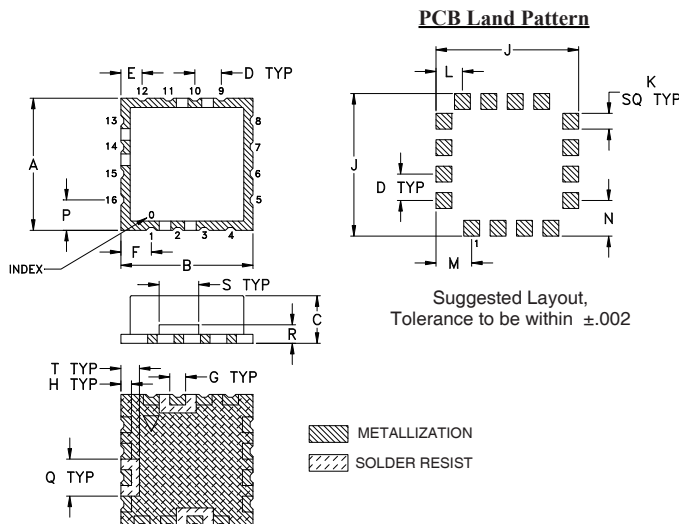 PCB Land Pattern
E
D TYP
12 11 10 9
13
14
15
16
8
7
6
5
A
P
0
1 2 3 4
F
INDEX
B
J
L
K
SQ TYP
J
D TYP
N
1
M
S TYP
C
R
Suggested Layout,
Tolerance to be within ±.002
T TYP
H TYP
G TYP
Q TYP
METALLIZATION
SOLDER RESIST